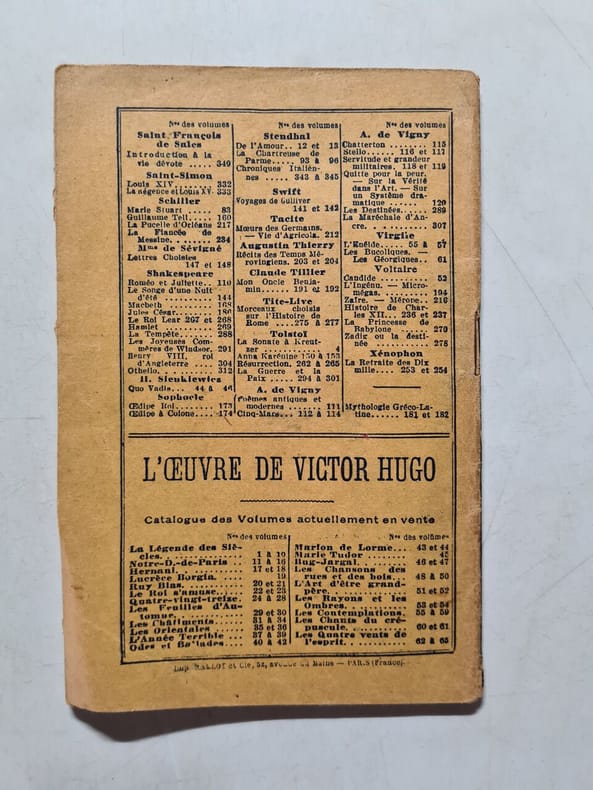 Nos des volumes
Saint François
de Sales
Introduction à la
vie dévote ..... 349
Saint-Simon
Louis XIV ....... 332
La régence et Louis XV. 333
Schiller
Marie Stuart .... 83
Guillaume Tell.... 160
La Pucelle d'Orléans 217
La Fiancée de
Messine........ 234
Mme de Sévigné
Lettres Choisies
147 et 148
Shakespeare
Roméo et Juliette.. 110
Le Songe d'une Nuit
d'été ......... 144
Macbeth ........ 168
Jules César...... 180
Le Roi Lear 267 et 268
Hamlet ......... 269
La Tempête...... 288
Les Joyeuses Com-
mères de Windsor. 291
Henry VIII, roi
d'Angleterre .... 304
Othello.......... 312
H. Sienkiewicz
Quo Vadis... 44 à 46
Sophocle
Œdipe Roi....... 173
Œdipe à Colone... 174
Nos des volumes
Stendhal
De l'Amour.. 12 et 13
La Chartreuse de
Parme..... 93 à 96
Chroniques Italien-
nes ..... 343 à 345
Swift
Voyages de Gulliver
141 et 142
Tacite
Mœurs des Germains.
— Vie d'Agricola. 212
Augustin Thierry
Récits des Temps Mé-
rovingiens. 203 et 204
Claude Tillier
Mon Oncle Benja-
min...... 191 et 192
Tite-Live
Morceaux choisis
sur l'Histoire de
Rome ....275 à 277
Tolstoï
La Sonate à Kreut-
zer ............ 4
Anna Karénine 150 à 153
Résurrection. 262 à 265
La Guerre et la
Paix ..... 294 à 301
A. de Vigny
Poèmes antiques et
modernes ...... 111
Cinq-Mars... 112 à 114
Nos des volumes
A. de Vigny
Chatterton ........ 115
Stello...... 116 et 117
Servitude et grandeur
militaires. 118 et 119
Quitte pour la peur.
— Sur la Vérité
dans l'Art. — Sur
un Système dra-
matique ...... 120
Les Destinées..... 289
La Maréchale d'An-
cre. ........... 307
Virgile
L'Enéide..... 55 à 57
Les Bucoliques. —
Les Géorgiques.. 61
Voltaire
Candide ......... 52
L'Ingénu. — Micro-
mégas.......... 194
Zaïre. — Mérope.. 216
Histoire de Char-
les XII... 236 et 237
La Princesse de
Babylone ...... 270
Zadig ou la desti-
née ........... 278
Xénophon
La Retraite des Dix
mille.... 253 et 254
Mythologie Gréco-La-
tine...... 181 et 182
L'ŒUVRE DE VICTOR HUGO
Catalogue des Volumes actuellement en vente
Nos des volumes
La Légende des Siè-
cles........... 1 à 10
Notre-D.-de-Paris .. 11 à 16
Hernani........ 17 et 18
Lucrèce Borgia..... 19
Ruy Blas........ 20 et 21
Le Roi s'amuse.... 22 et 23
Quatre-vingt-treize. 24 à 28
Les Feuilles d'Au-
tomne......... 29 et 30
Les Châtiments.... 31 à 34
Les Orientales .... 35 et 36
L'Année Terrible .. 37 à 39
Odes et Ballades.... 40 à 42
Nos des volumes
Marion de Lorme... 43 et 44
Marie Tudor ..... 45
Bug-Jargal....... 46 et 47
Les Chansons des
rues et des bois.. 48 à 50
L'Art d'être grand-
père.......... 51 et 52
Les Rayons et les
Ombres........ 53 et 54
Les Contemplations. 55 à 59
Les Chants du cré-
puscule....... 60 et 61
Les Quatre vents de
l'esprit........ 62 à 65
Imp. RALLOT et Cie, 52, avenue du Maine — PARIS (France).